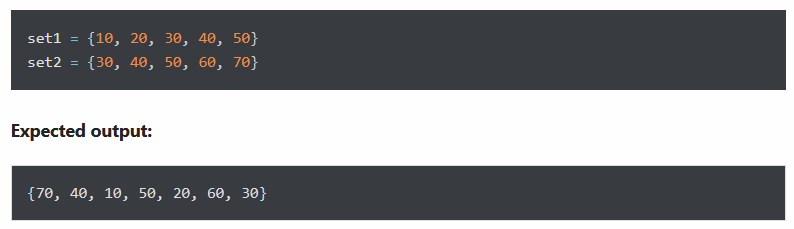 set1 = {10, 20, 30, 40, 50}
set2 = {30, 40, 50, 60, 70}
Expected output:
{70, 40, 10, 50, 20, 60, 30}